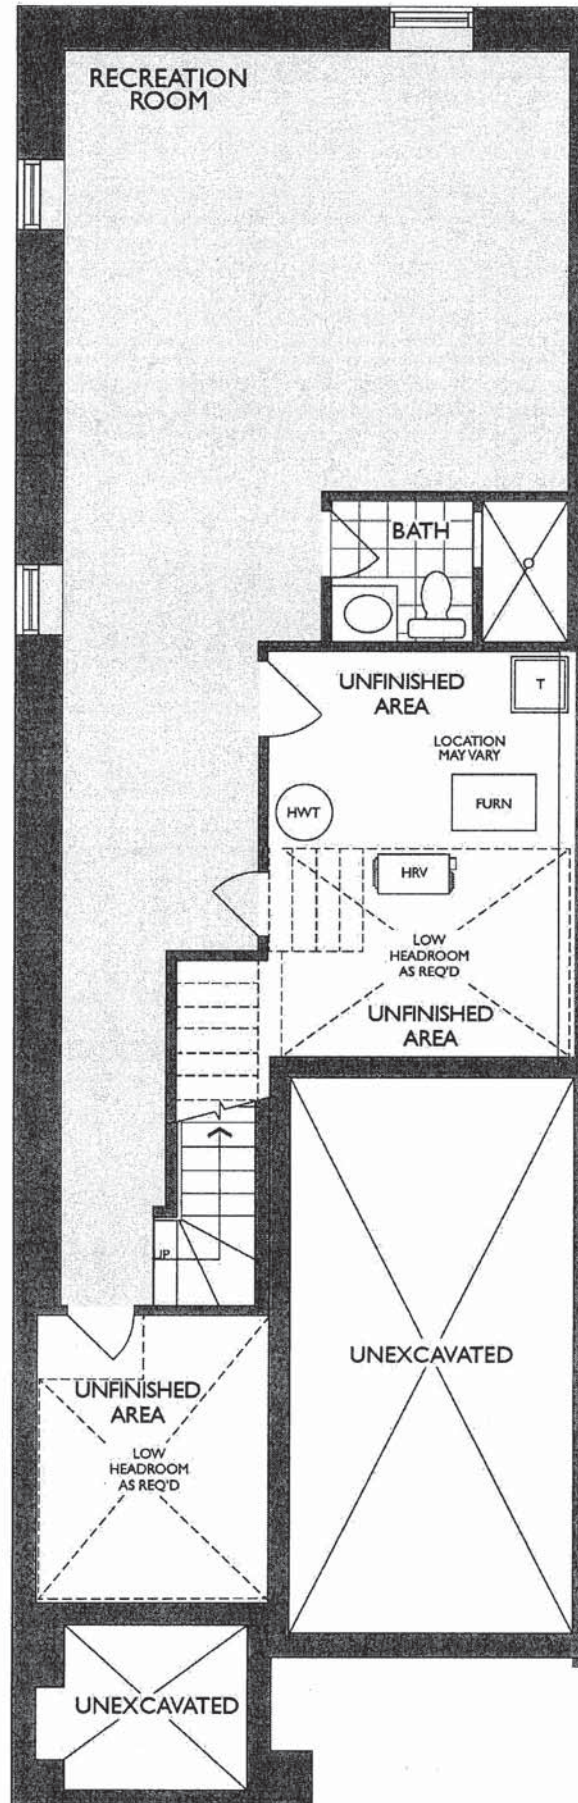 RECREATION
ROOM
BATH
UNFINISHED
AREA
T
LOCATION
MAY VARY
FURN
HWT
HRV
LOW
HEADROOM
AS REQ'D
UNFINISHED
AREA
UNEXCAVATED
UNFINISHED
AREA
LOW
HEADROOM
AS REQ'D
UNEXCAVATED